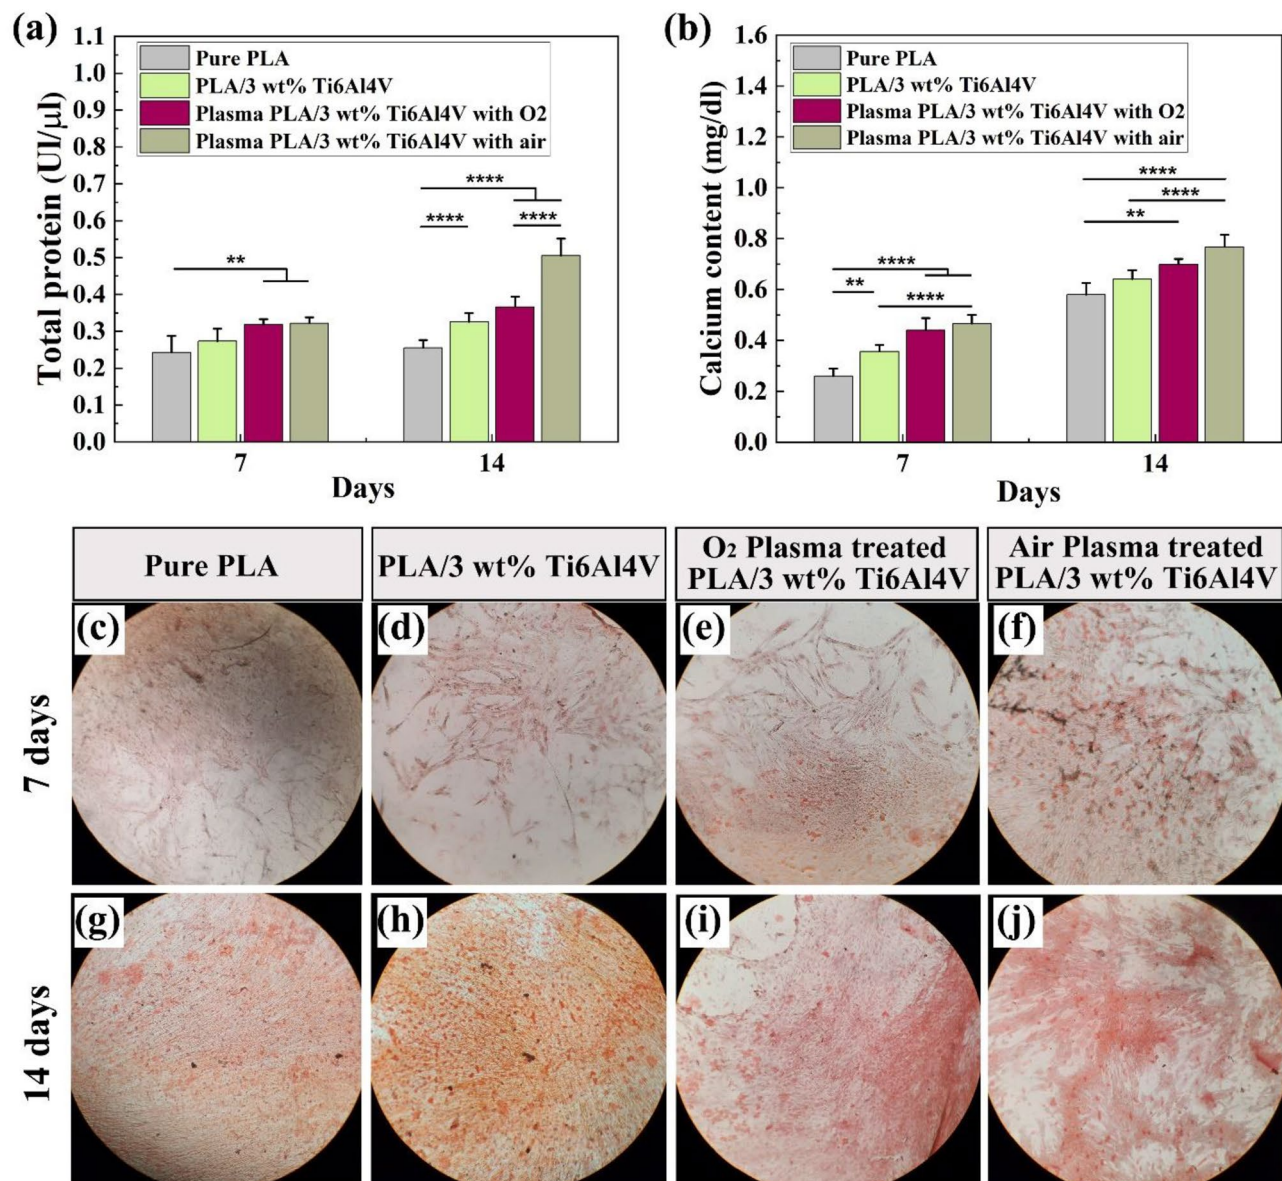 (a)
Total protein (UI/µl)
1.1
1.0
0.9
0.8
0.7
0.6
0.5
0.4
0.3
0.2
0.1
0.0
Pure PLA
PLA/3 wt% Ti6Al4V
Plasma PLA/3 wt% Ti6Al4V with O2
Plasma PLA/3 wt% Ti6Al4V with air
**
****
****
****
7
14
Days
(b)
Calcium content (mg/dl)
1.6
1.4
1.2
1.0
0.8
0.6
0.4
0.2
0.0
Pure PLA
PLA/3 wt% Ti6Al4V
Plasma PLA/3 wt% Ti6Al4V with O2
Plasma PLA/3 wt% Ti6Al4V with air
****
**
****
****
****
**
7
14
Days
Pure PLA
PLA/3 wt% Ti6Al4V
O₂ Plasma treated
PLA/3 wt% Ti6Al4V
Air Plasma treated
PLA/3 wt% Ti6Al4V
7 days
(c)
(d)
(e)
(f)
14 days
(g)
(h)
(i)
(j)